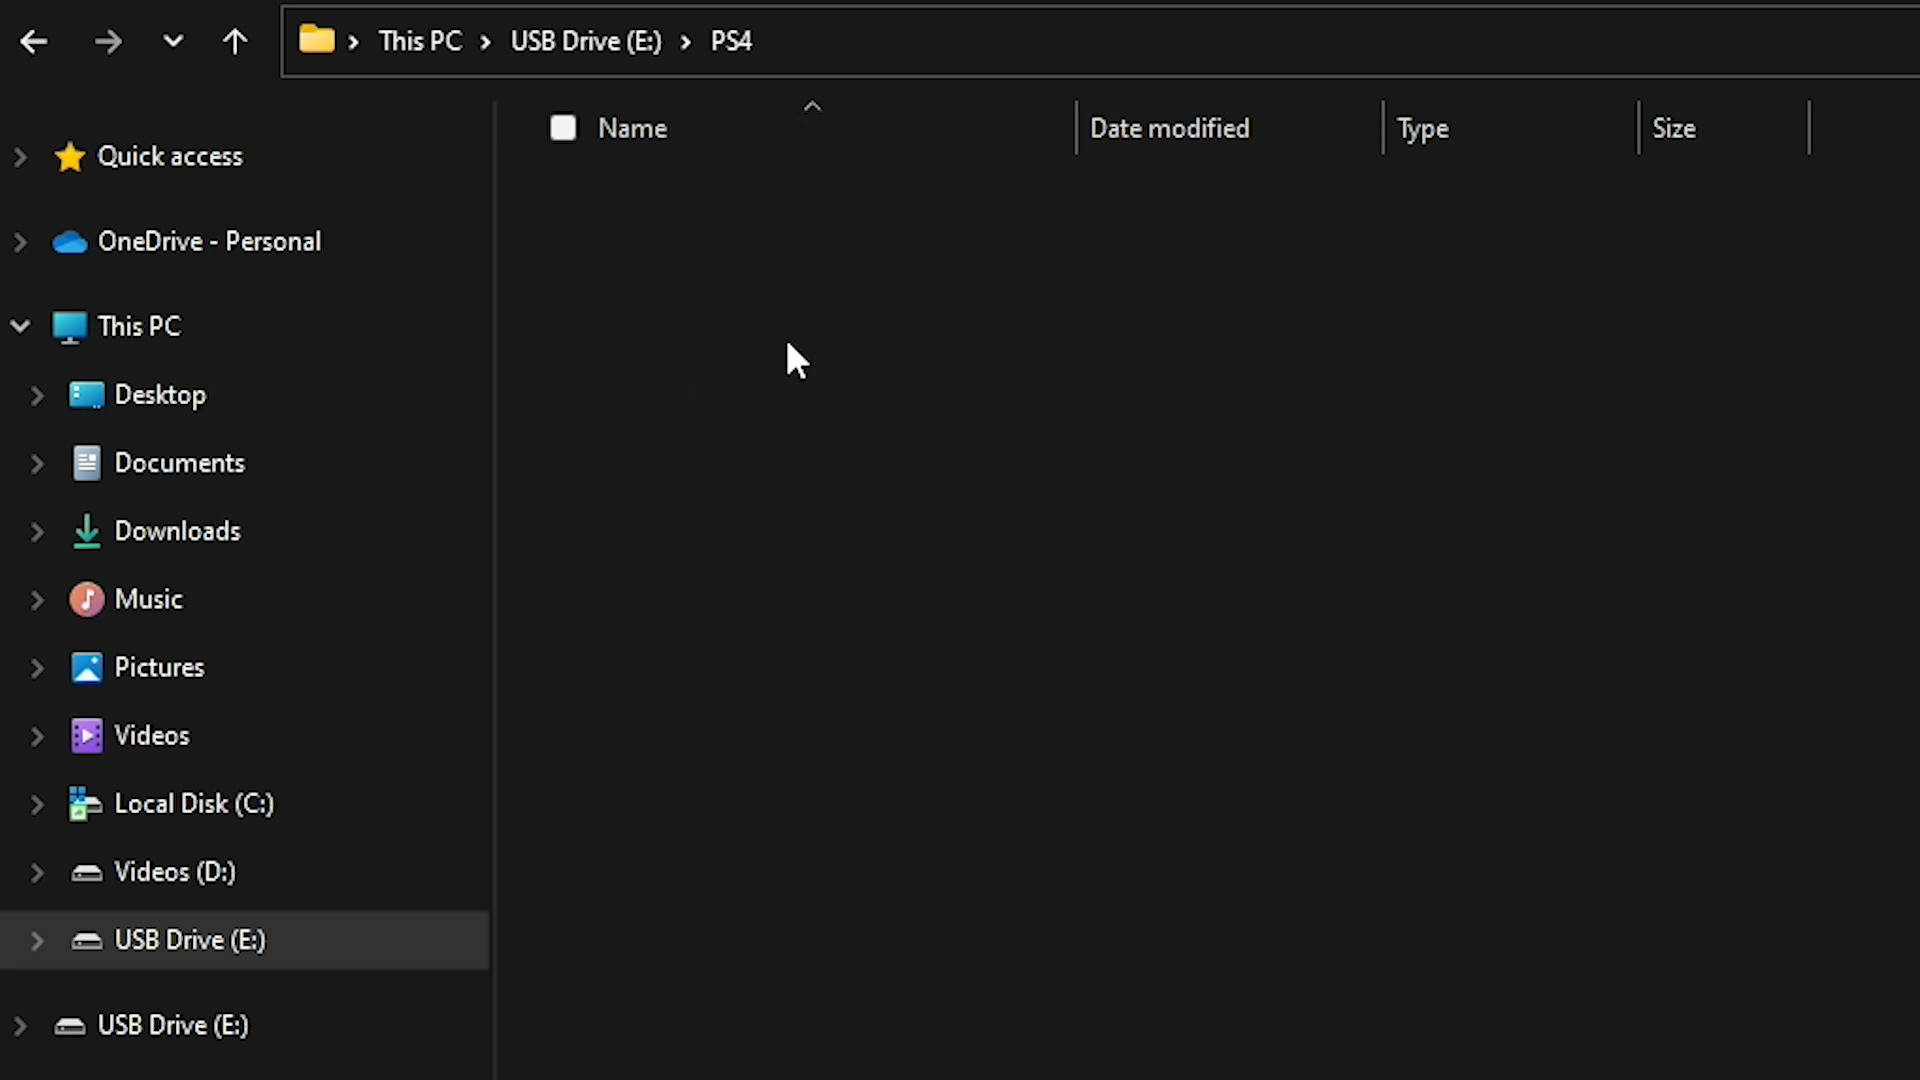 This PC > USB Drive (E:) > PS4
Name
Date modified
Type
Size
Quick access
OneDrive - Personal
This PC
Desktop
Documents
Downloads
Music
Pictures
Videos
Local Disk (C:)
Videos (D:)
USB Drive (E:)
USB Drive (E:)